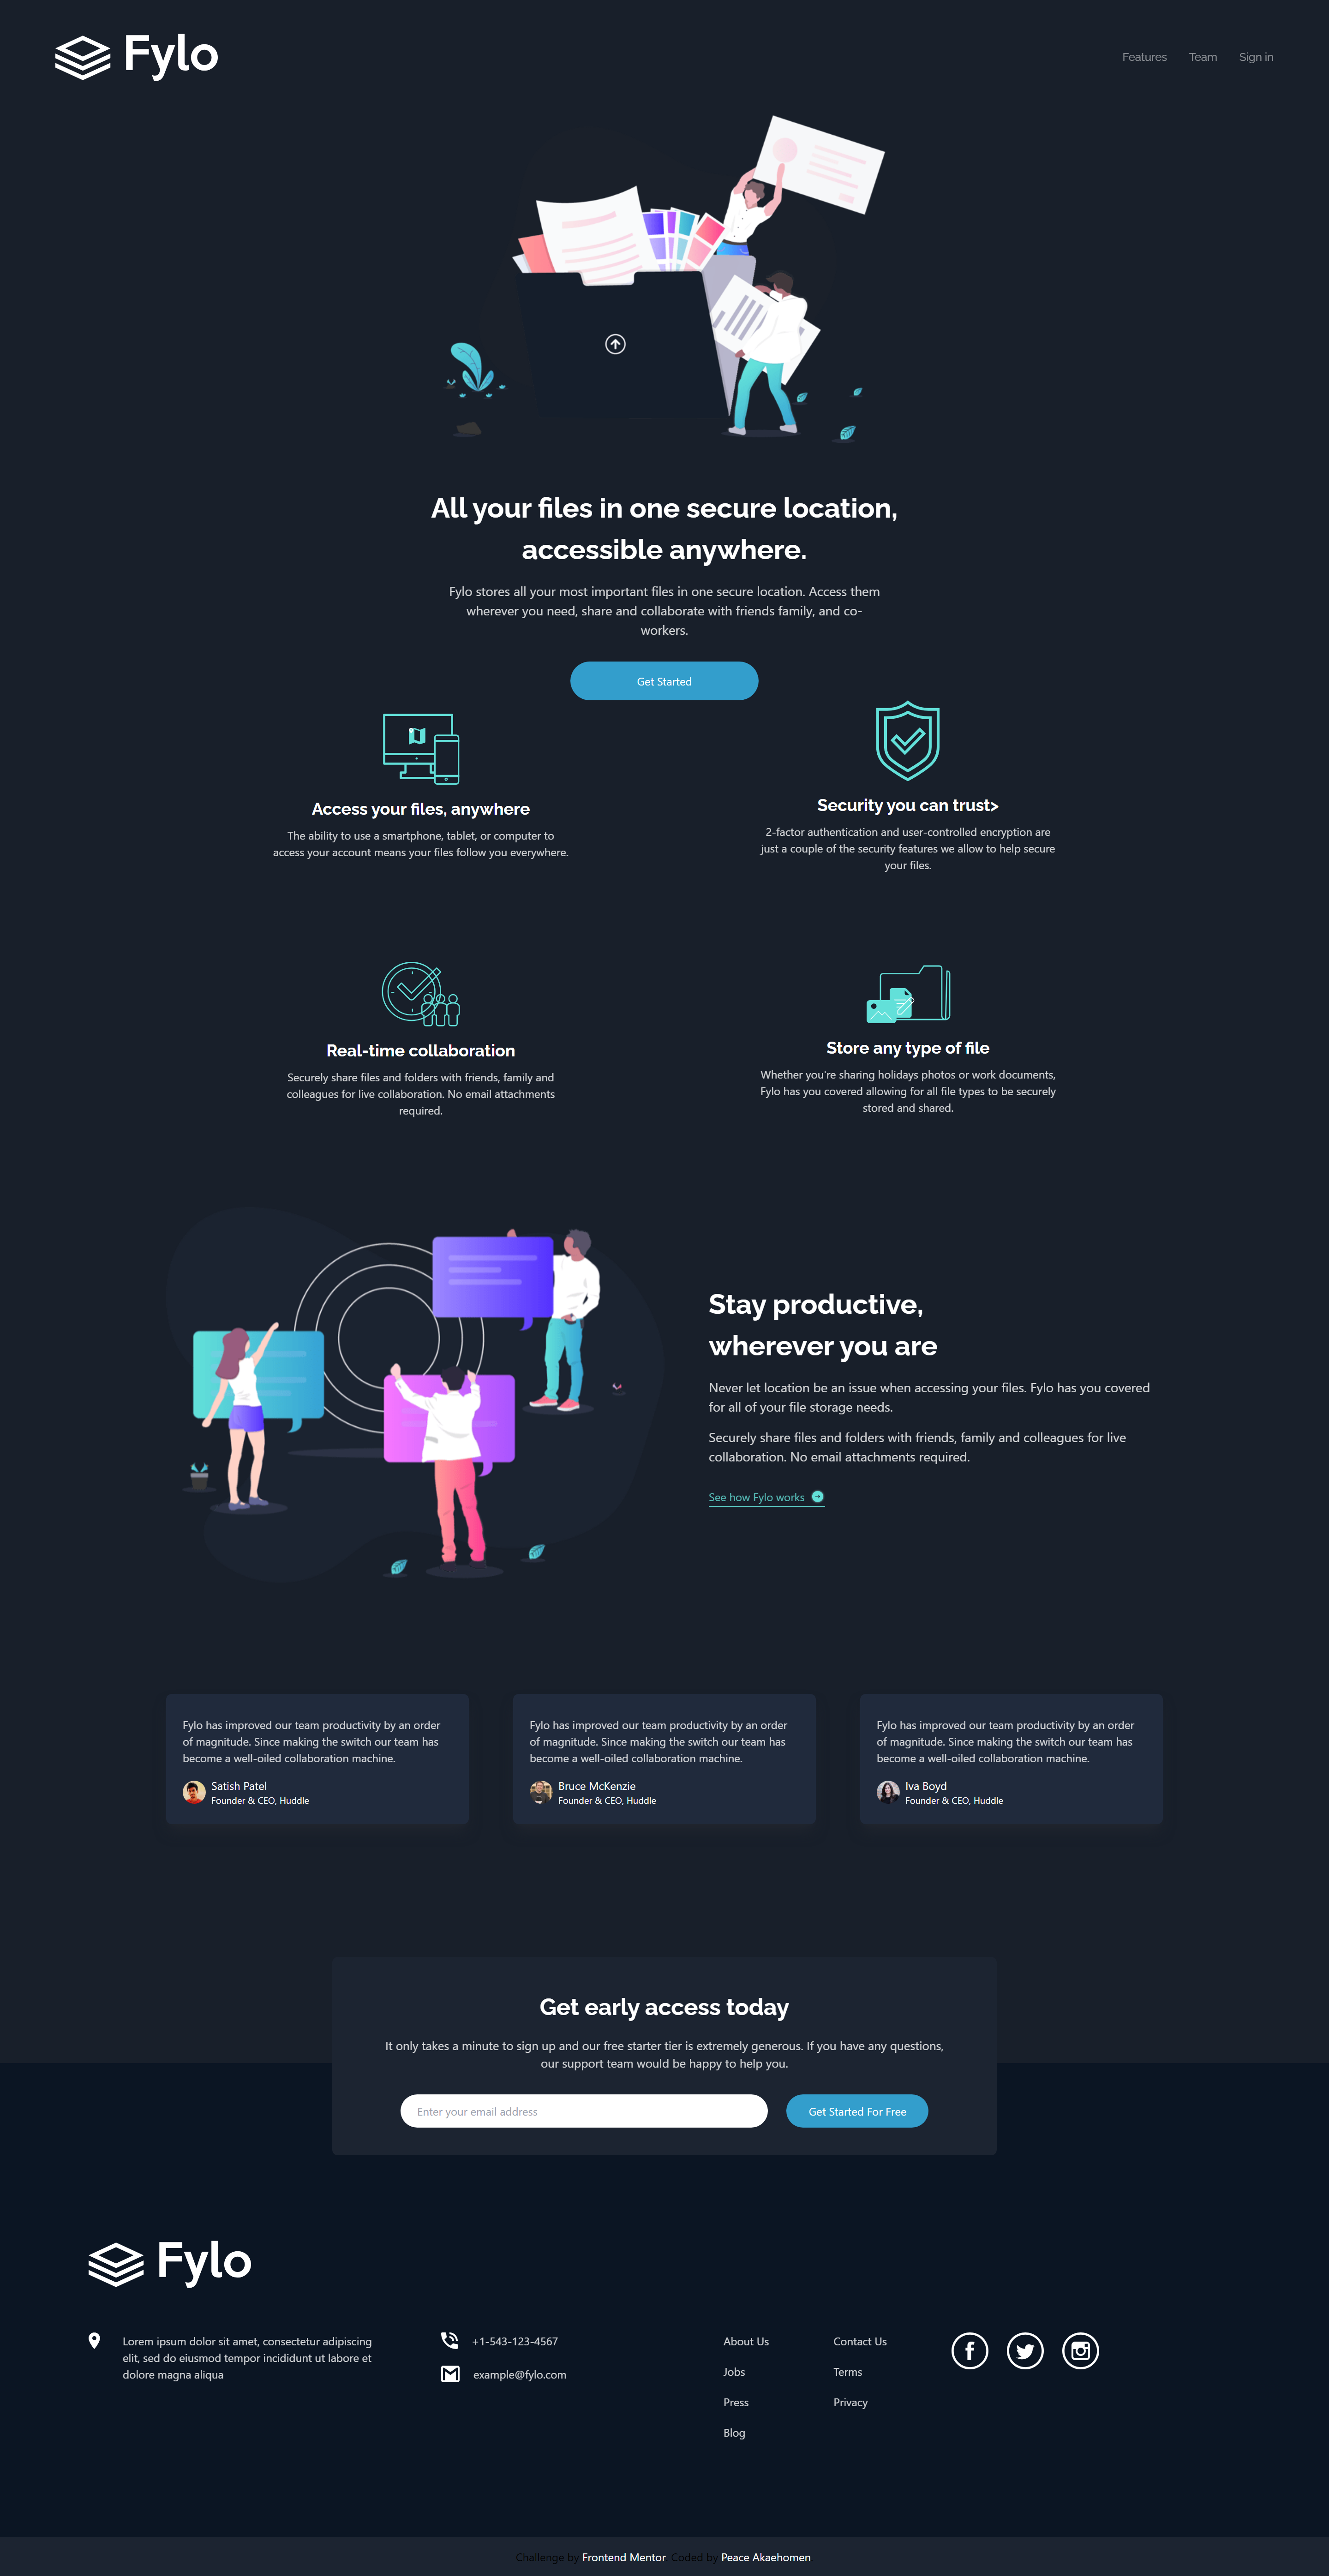 Fylo
Features Team Sign in
All your files in one secure location,
accessible anywhere.
Fylo stores all your most important files in one secure location. Access them
wherever you need, share and collaborate with friends family, and co-
workers.
Get Started
Access your files, anywhere
The ability to use a smartphone, tablet, or computer to
access your account means your files follow you everywhere.
Security you can trust>
2-factor authentication and user-controlled encryption are
just a couple of the security features we allow to help secure
your files.
Real-time collaboration
Securely share files and folders with friends, family and
colleagues for live collaboration. No email attachments
required.
Store any type of file
Whether you're sharing holidays photos or work documents,
Fylo has you covered allowing for all file types to be securely
stored and shared.
Stay productive,
wherever you are
Never let location be an issue when accessing your files. Fylo has you covered
for all of your file storage needs.
Securely share files and folders with friends, family and colleagues for live
collaboration. No email attachments required.
See how Fylo works
Fylo has improved our team productivity by an order
of magnitude. Since making the switch our team has
become a well-oiled collaboration machine.
Satish Patel
Founder & CEO, Huddle
Fylo has improved our team productivity by an order
of magnitude. Since making the switch our team has
become a well-oiled collaboration machine.
Bruce McKenzie
Founder & CEO, Huddle
Fylo has improved our team productivity by an order
of magnitude. Since making the switch our team has
become a well-oiled collaboration machine.
Iva Boyd
Founder & CEO, Huddle
Get early access today
It only takes a minute to sign up and our free starter tier is extremely generous. If you have any questions,
our support team would be happy to help you.
Enter your email address
Get Started For Free
Fylo
Lorem ipsum dolor sit amet, consectetur adipiscing
elit, sed do eiusmod tempor incididunt ut labore et
dolore magna aliqua
+1-543-123-4567
example@fylo.com
About Us
Jobs
Press
Blog
Contact Us
Terms
Privacy
Challenge by Frontend Mentor. Coded by Peace Akaehomen